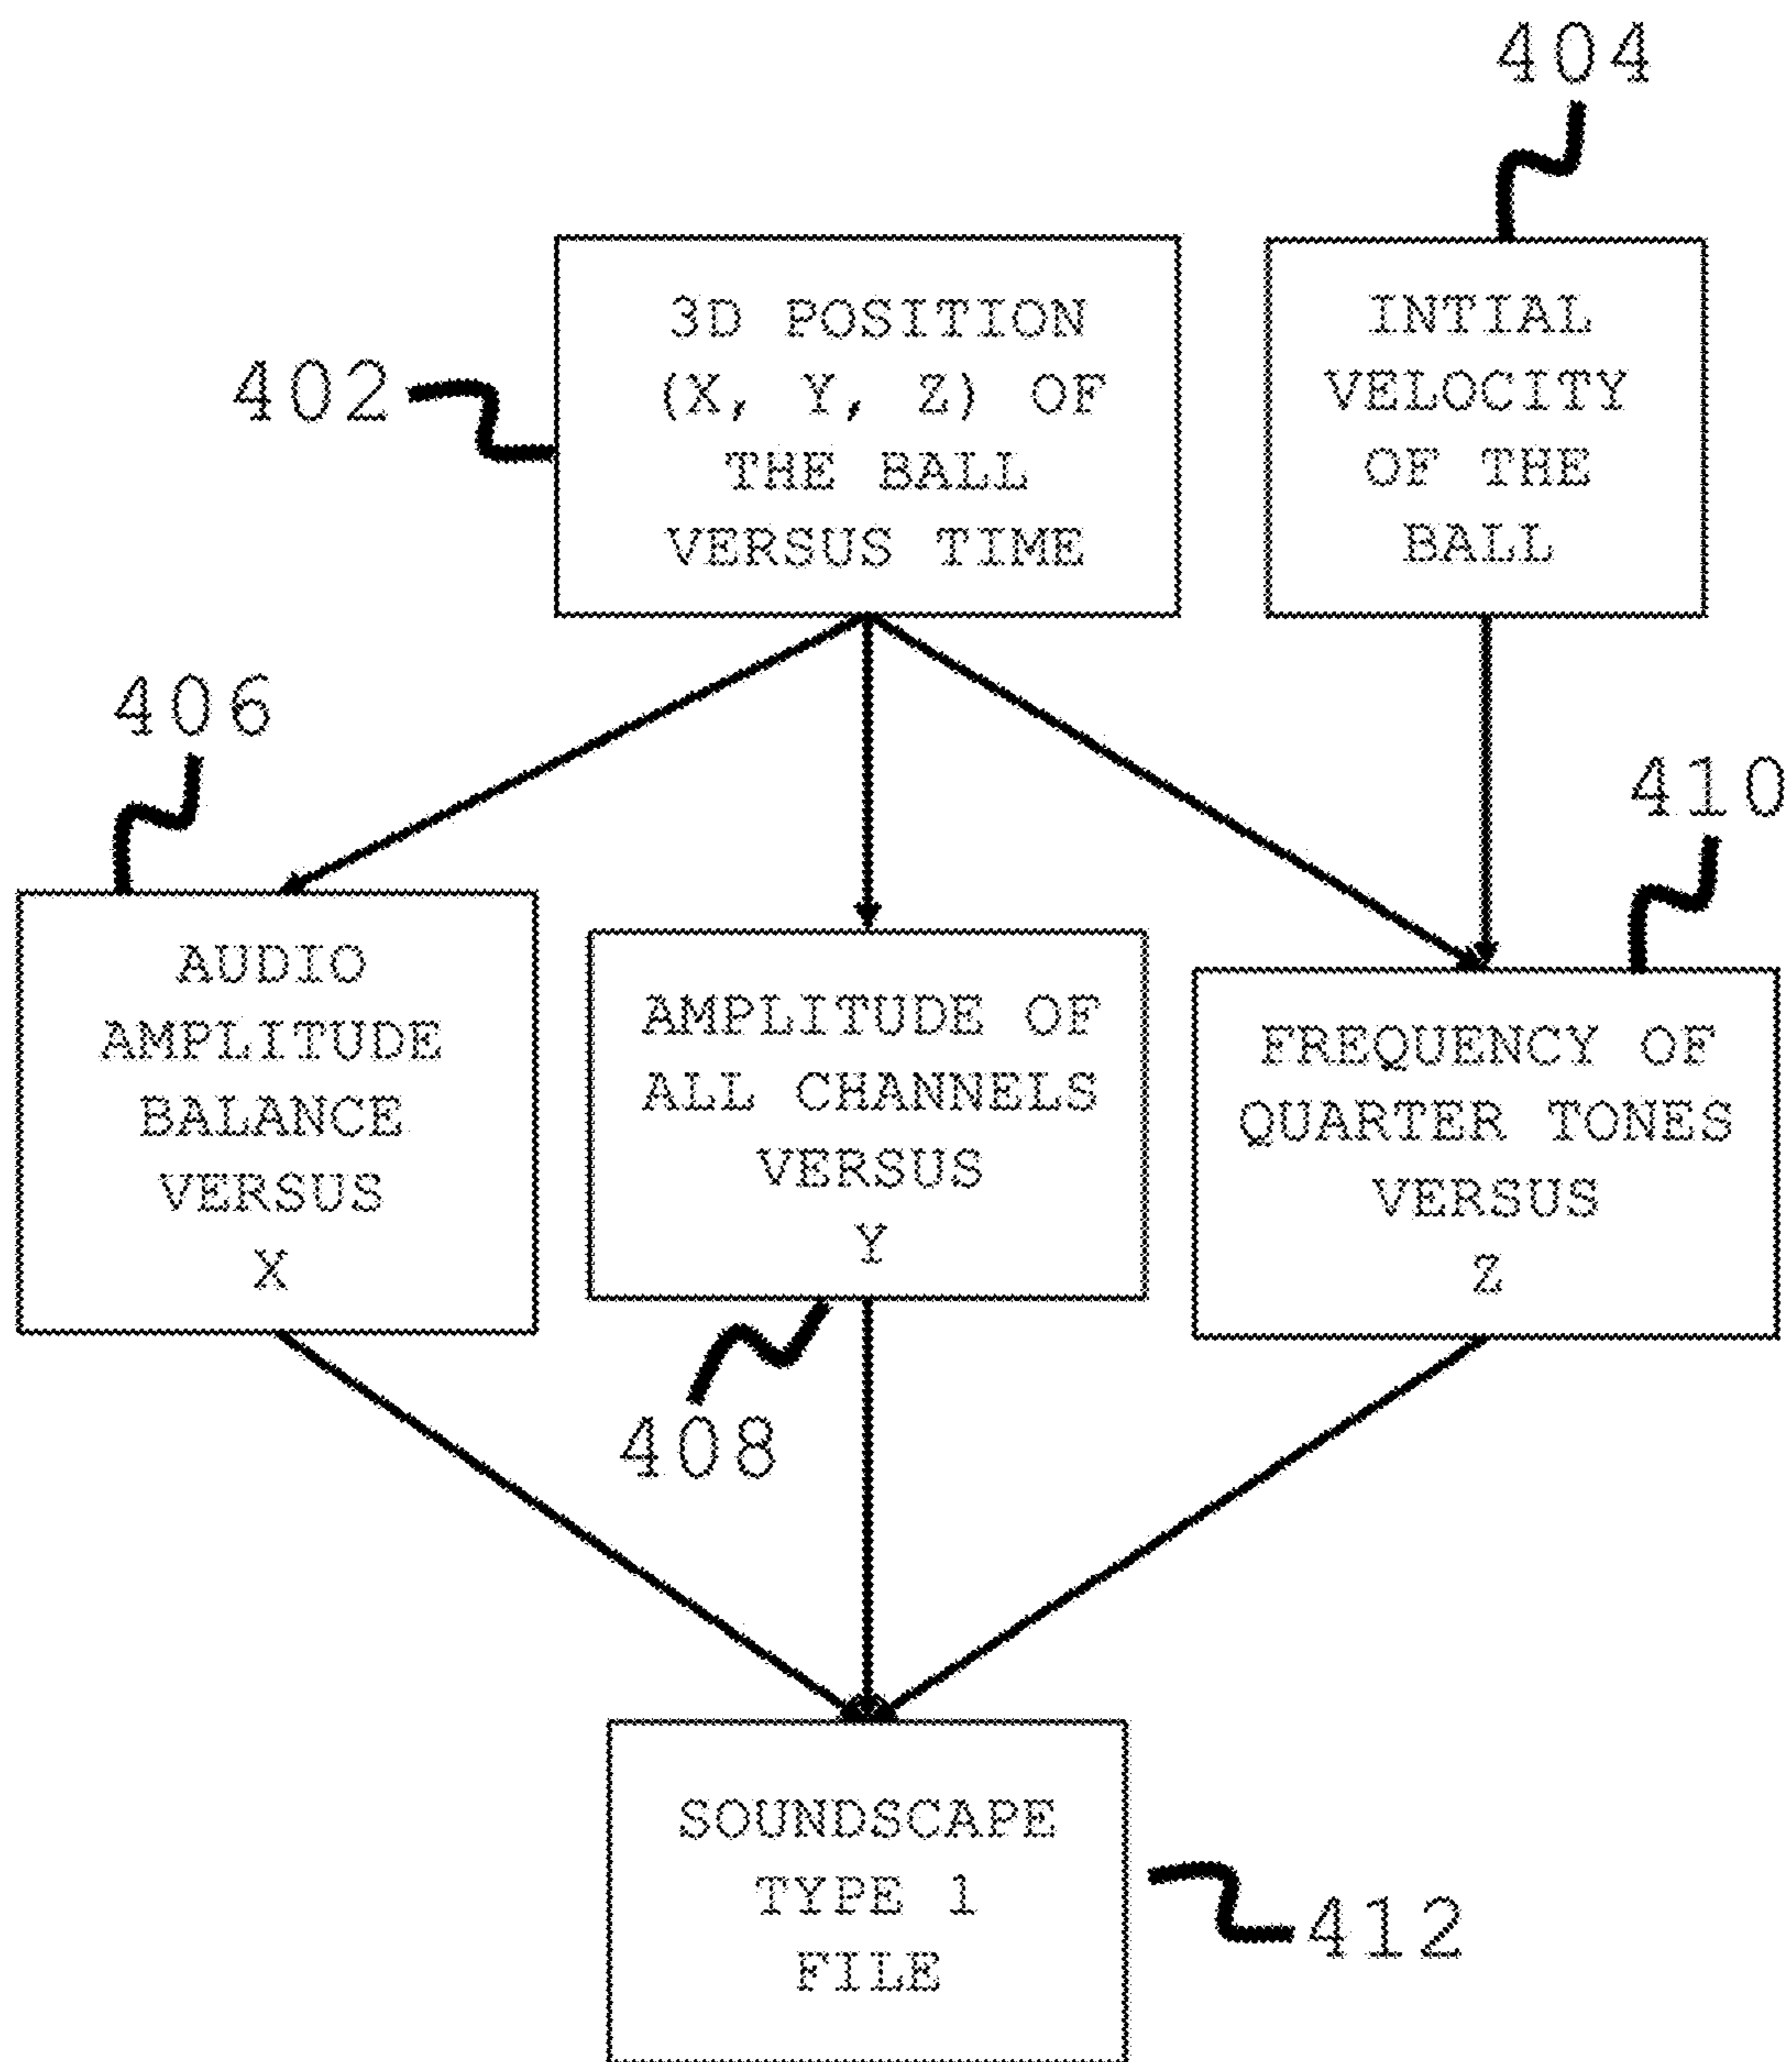 404
402
3D POSITION
(X, Y, Z) OF
THE BALL
VERSUS TIME
INTIAL
VELOCITY
OF THE
BALL
406
410
AUDIO
AMPLITUDE
BALANCE
VERSUS
X
AMPLITUDE OF
ALL CHANNELS
VERSUS
Y
FREQUENCY OF
QUARTER TONES
VERSUS
Z
408
SOUNDSCAPE
TYPE 1
FILE
412